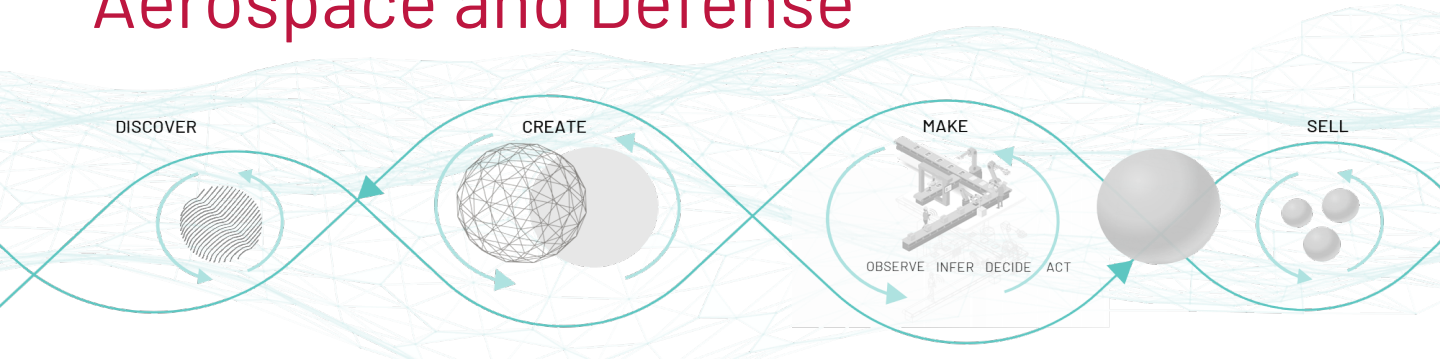 Aerospace and Defense
DISCOVER
CREATE
MAKE
SELL
OBSERVE INFER DECIDE ACT